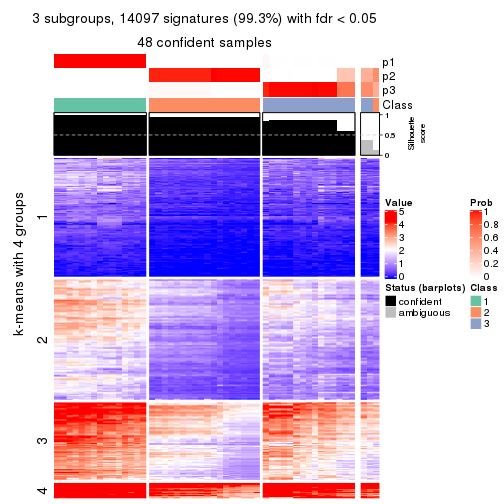 3 subgroups, 14097 signatures (99.3%) with fdr < 0.05
48 confident samples
p1
p2
p3
Class
1
0.5
0
Silhouette
score
k-means with 4 groups
1
2
3
4
Value
5
4
3
2
1
0
Prob
1
0.8
0.6
0.4
0.2
0
Status (barplots)
confident
ambiguous
Class
1
2
3